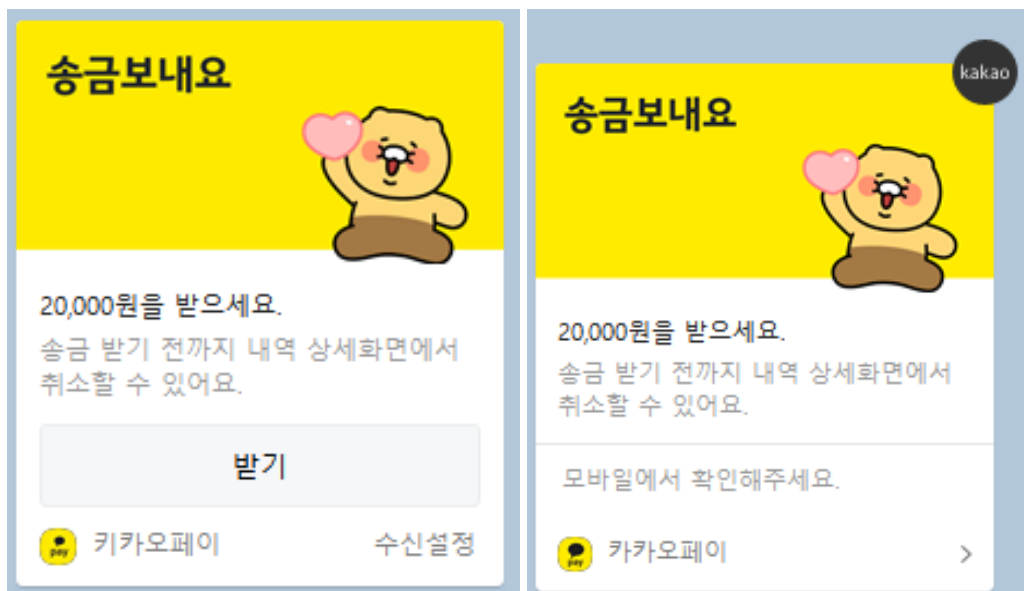 송금보내요
20,000원을 받으세요.
송금 받기 전까지 내역 상세화면에서
취소할 수 있어요.
받기
pay
키카오페이
수신설정
kakao
송금보내요
20,000원을 받으세요.
송금 받기 전까지 내역 상세화면에서
취소할 수 있어요.
모바일에서 확인해주세요.
pay
카카오페이